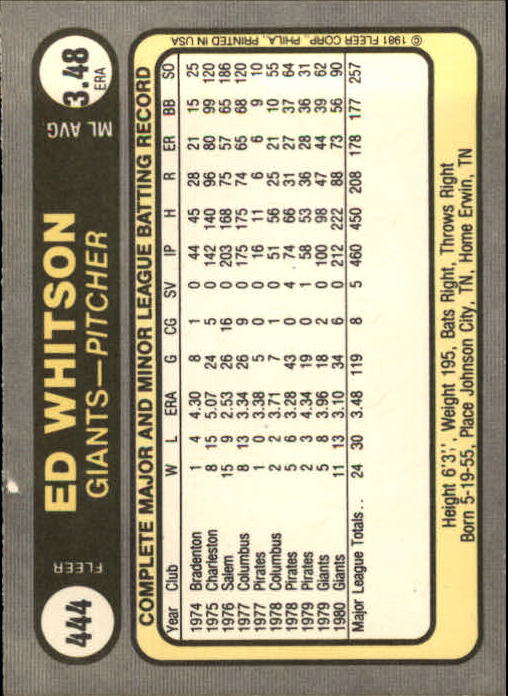 444
FLEER
ED WHITSON
GIANTS—PITCHER
ML AVG
3.48
ERA
COMPLETE MAJOR AND MINOR LEAGUE BATTING RECORD
Year Club W L ERA G CG SV IP H R ER BB SO
1974 Bradenton 1 4 4.30 8 1 0 44 45 28 21 15 25
1975 Charleston 8 15 5.07 24 5 0 142 140 96 80 99 120
1976 Salem 15 9 2.53 26 16 0 203 168 75 57 65 186
1977 Columbus 8 13 3.34 26 9 0 175 175 74 65 68 120
1977 Pirates 1 0 3.38 5 0 0 16 11 6 6 9 10
1978 Columbus 2 2 3.71 7 1 0 51 56 25 21 10 55
1978 Pirates 5 6 3.28 43 0 4 74 66 31 27 37 64
1979 Pirates 2 3 4.34 19 0 1 58 53 36 28 36 31
1979 Giants 5 8 3.96 18 2 0 100 98 47 44 39 62
1980 Giants 11 13 3.10 34 6 0 212 222 88 73 56 90
Major League Totals.. 24 30 3.48 119 8 5 460 450 208 178 177 257
Height 6'3;', Weight 195, Bats Right, Throws Right
Born 5-19-55, Place Johnson City, TN, Home Erwin, TN
© 1981 FLEER CORP., PHILA., PRINTED IN USA